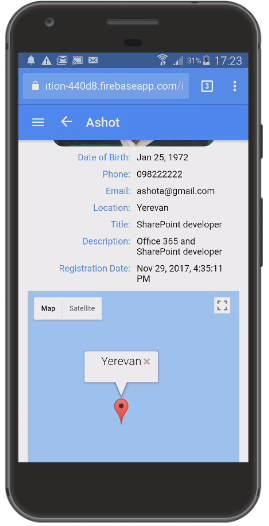 31% 17:23
ition-440d8.firebaseapp.com/ 3
Ashot
Date of Birth: Jan 25, 1972
Phone: 098222222
Email: ashota@gmail.com
Location: Yerevan
Title: SharePoint developer
Description: Office 365 and
SharePoint developer
Registration Date: Nov 29, 2017, 4:35:11
PM
Map Satellite
Yerevan